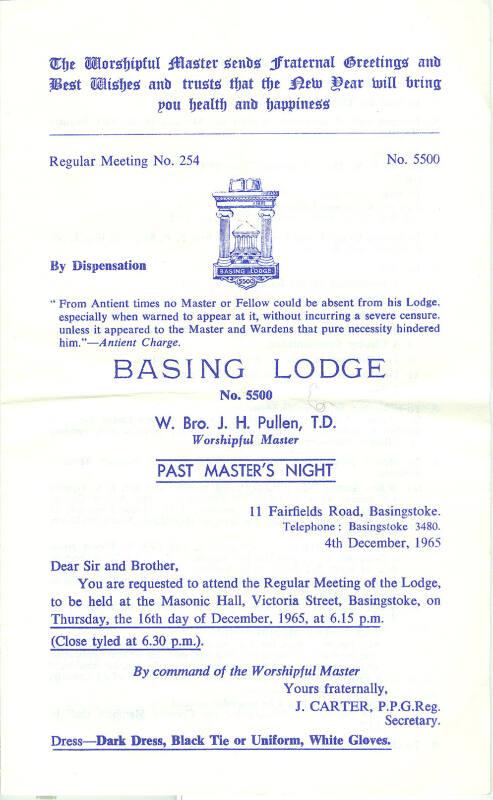 The Worshipful Master sends Fraternal Greetings and
Best Wishes and trusts that the New Year will bring
you health and happiness
Regular Meeting No. 254
No. 5500
BASING LODGE
5500
By Dispensation
" From Antient times no Master or Fellow could be absent from his Lodge,
especially when warned to appear at it, without incurring a severe censure,
unless it appeared to the Master and Wardens that pure necessity hindered
him."—Antient Charge.
BASING LODGE
No. 5500
W. Bro. J. H. Pullen, T.D.
Worshipful Master
PAST MASTER'S NIGHT
11 Fairfields Road, Basingstoke.
Telephone : Basingstoke 3480.
4th December, 1965
Dear Sir and Brother,
You are requested to attend the Regular Meeting of the Lodge,
to be held at the Masonic Hall, Victoria Street, Basingstoke, on
Thursday, the 16th day of December, 1965, at 6.15 p.m.
(Close tyled at 6.30 p.m.).
By command of the Worshipful Master
Yours fraternally,
J. CARTER, P.P.G.Reg.
Secretary.
Dress—Dark Dress, Black Tie or Uniform, White Gloves.